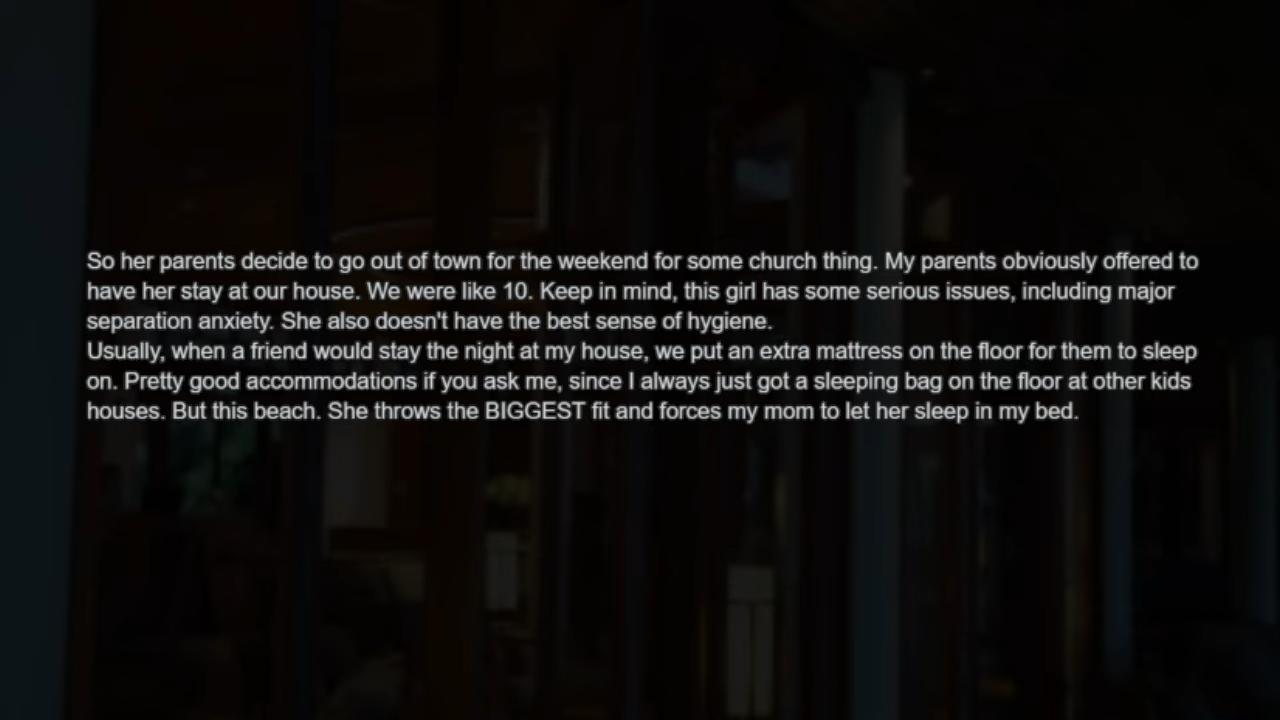 So her parents decide to go out of town for the weekend for some church thing. My parents obviously offered to
have her stay at our house. We were like 10. Keep in mind, this girl has some serious issues, including major
separation anxiety. She also doesn't have the best sense of hygiene.
Usually, when a friend would stay the night at my house, we put an extra mattress on the floor for them to sleep
on. Pretty good accommodations if you ask me, since I always just got a sleeping bag on the floor at other kids
houses. But this beach. She throws the BIGGEST fit and forces my mom to let her sleep in my bed.